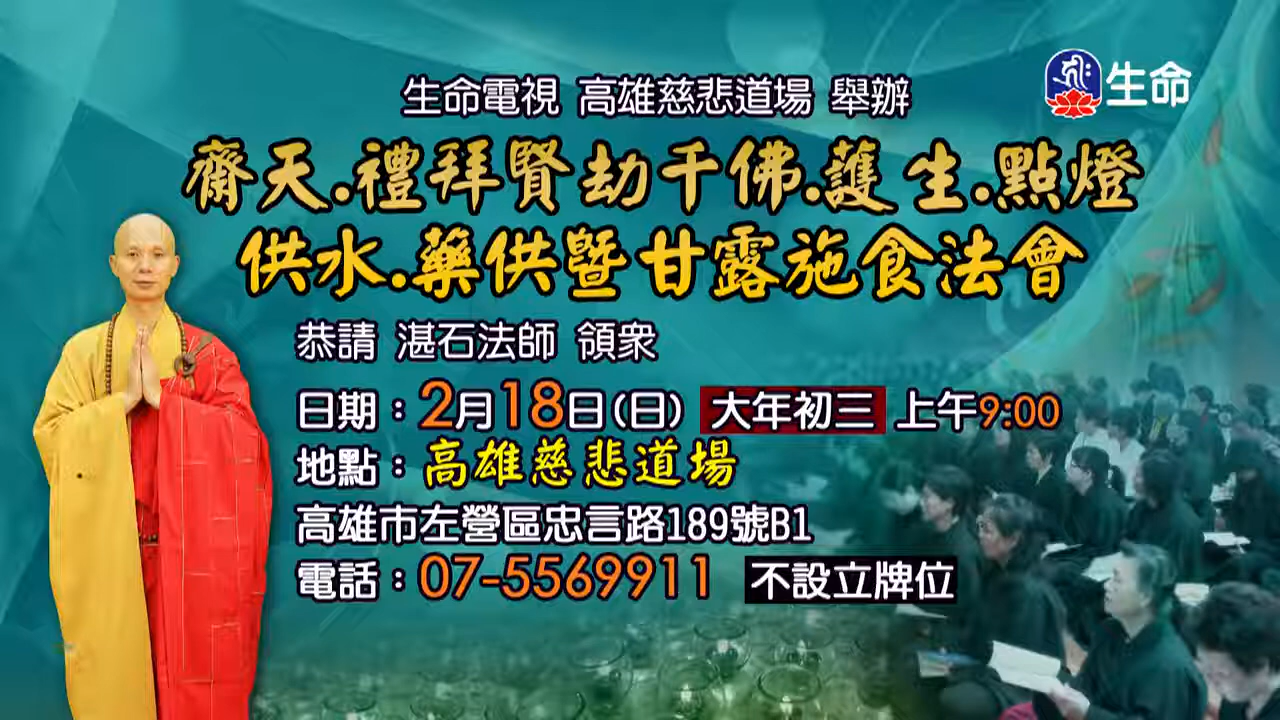 生命
生命電視 高雄慈悲道場 舉辦
齋天.禮拜賢劫千佛.護生.點燈
供水.藥供暨甘露施食法會
恭請 湛石法師 領衆
日期：2月18日(日) 大年初三 上午9:00
地點：高雄慈悲道場
高雄市左營區忠言路189號B1
電話：07-5569911 不設立牌位